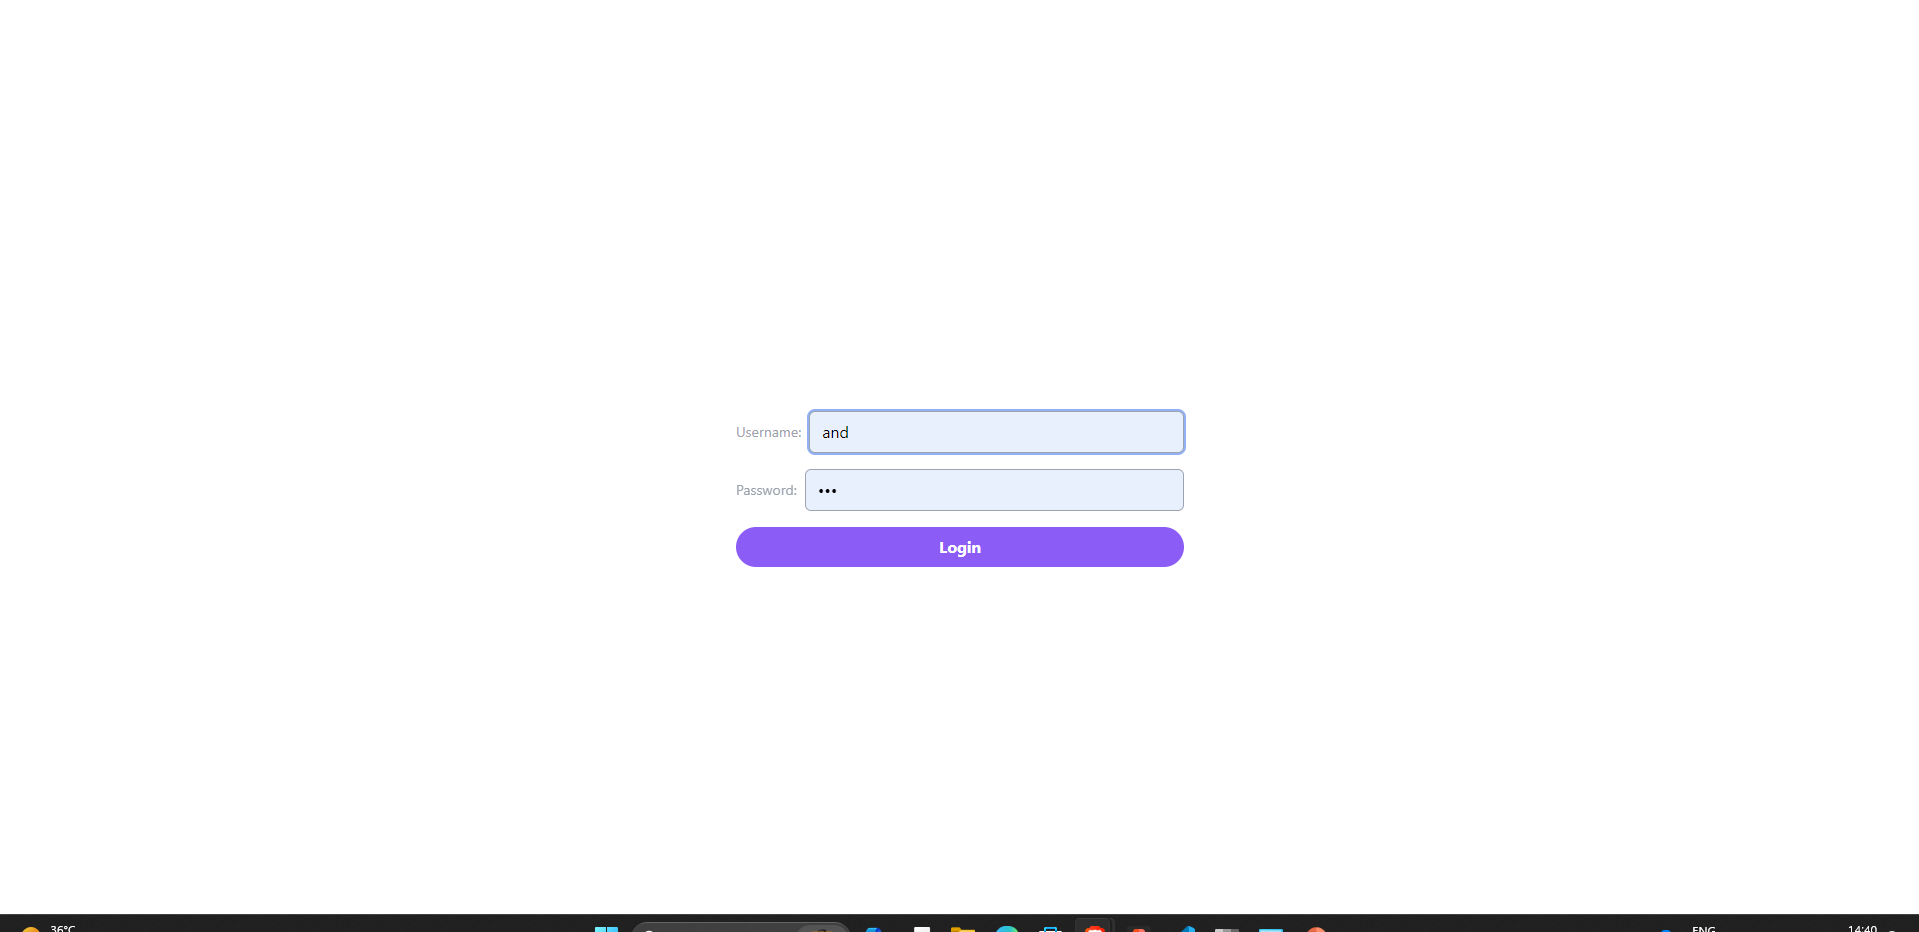 Username: and
Password: •••
Login
36°C
ENG
14:40